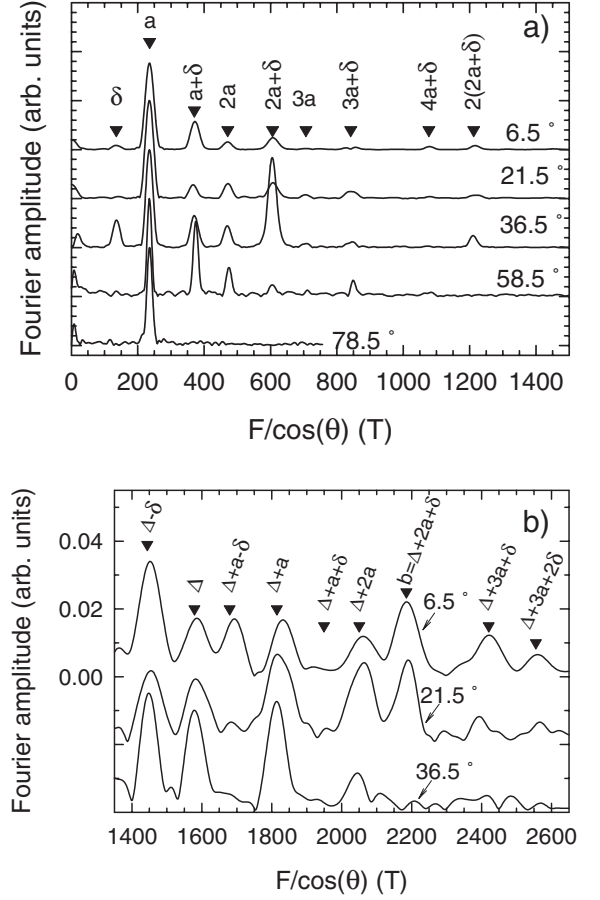 a)
a
δ
a+δ
2a
2a+δ
3a
3a+δ
4a+δ
2(2a+δ)
6.5 °
21.5 °
36.5 °
58.5 °
78.5 °
Fourier amplitude (arb. units)
0 200 400 600 800 1000 1200 1400
F/cos(θ) (T)
b)
Δ-δ
Δ
Δ+a-δ
Δ+a
Δ+a+δ
Δ+2a
b=Δ+2a+δ
Δ+3a+δ
Δ+3a+2δ
6.5 °
21.5 °
36.5 °
0.04
0.02
0.00
Fourier amplitude (arb. units)
1400 1600 1800 2000 2200 2400 2600
F/cos(θ) (T)